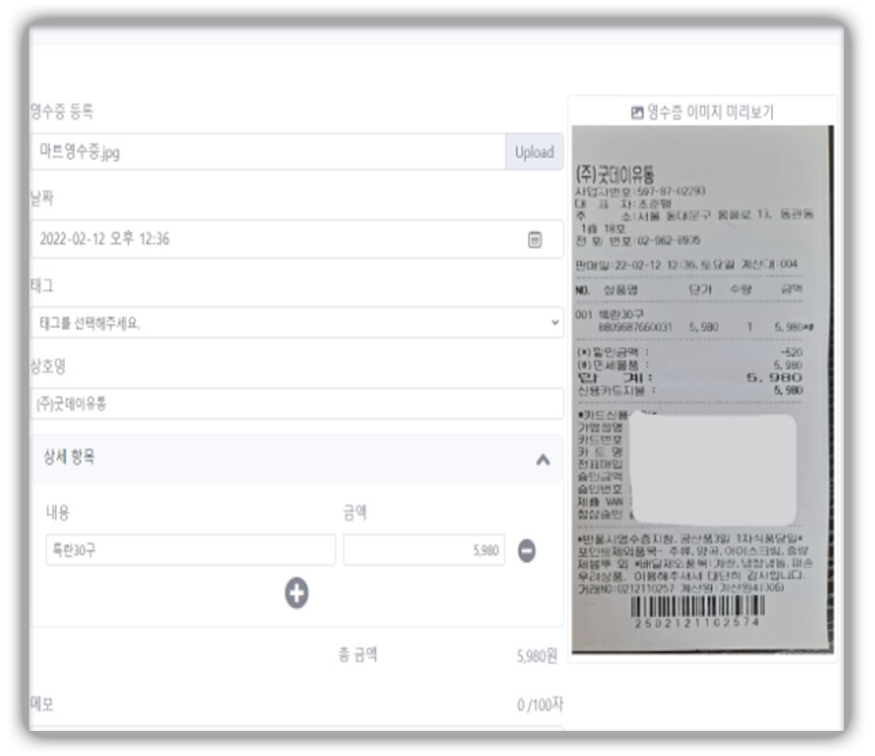 영수증 등록
마트영수증.jpg
Upload
날짜
2022-02-12 오후 12:36
태그
태그를 선택해주세요.
상호명
(주)굿데이유통
상세 항목
내용
금액
특란30구
5,980
총 금액
5,980원
메모
0 /100자
영수증 이미지 미리보기
(주)굿데이유통
사업자번호:597-87-02293
대 표 자:조준행
주 소:서울 동대문구
1층 18호
전 화 번호:02-962-8935
판매일:22-02-12 12:36, 토요일 계산대:004
NO. 상품명 단가 수량 금액
001 특란30구
8809687660031 5,980 1 5,980*#
(*)할인금액 : -520
(#)면세물품 : 5,980
합 계: 5,980
신용카드지불 : 5,980
*카드신용
가맹점명
카드번호
카 드 명
전표매입
승인금액
승인번호 :
제휴 VAN :
정상승인
*반품시영수증지참, 공산품3일 1차식품당일*
포인트제외품목- 주류,양곡,아이스크림,종량
제봉투 외 *배달제외품목:계란,냉장냉동,파손
우려상품. 이용해주셔서 대단히 감사합니다.
거래NO:0212110257 계산원:계산원4(006)
2502121102574